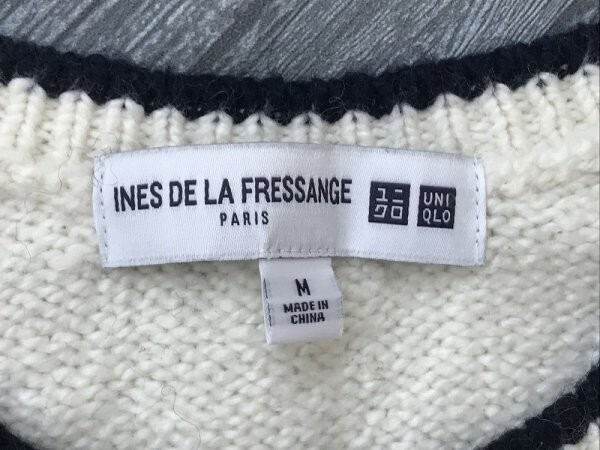 INES DE LA FRESSANGE
PARIS
ユニ
クロ
UNI
QLO
M
MADE IN
CHINA